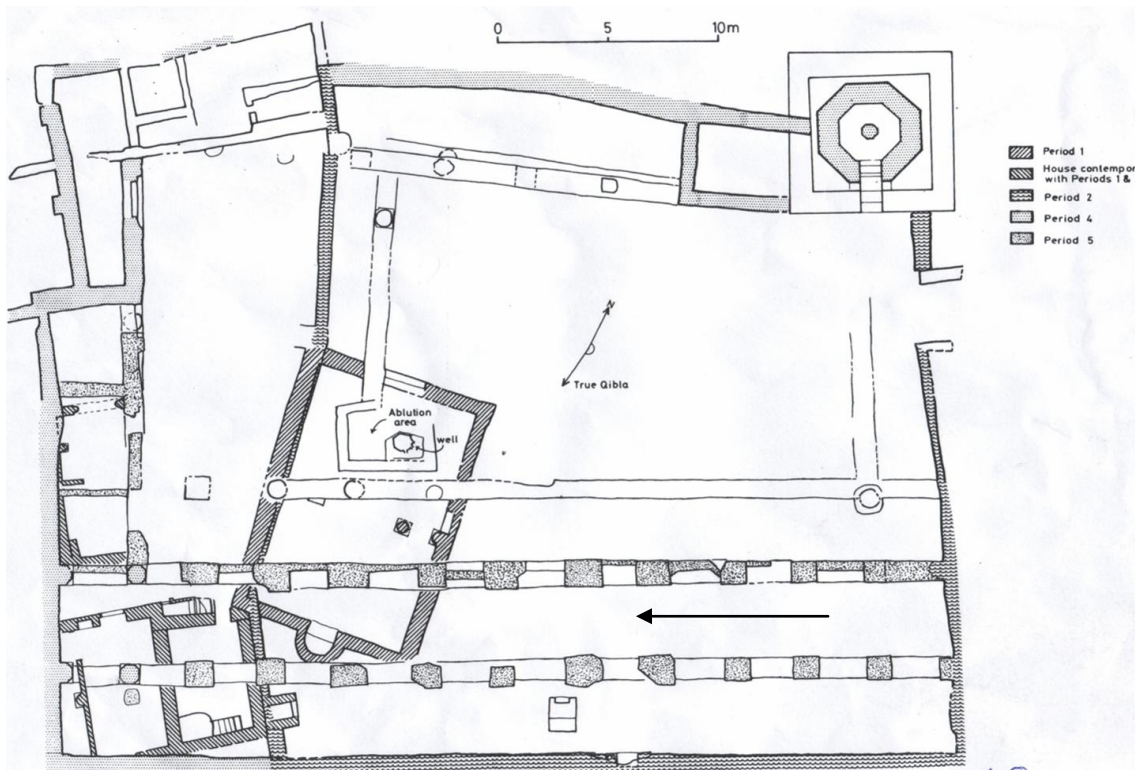 0 5 10m
Period 1
House contempor
with Periods 1 &
Period 2
Period 4
Period 5
N
True Qibla
Ablution
area
well